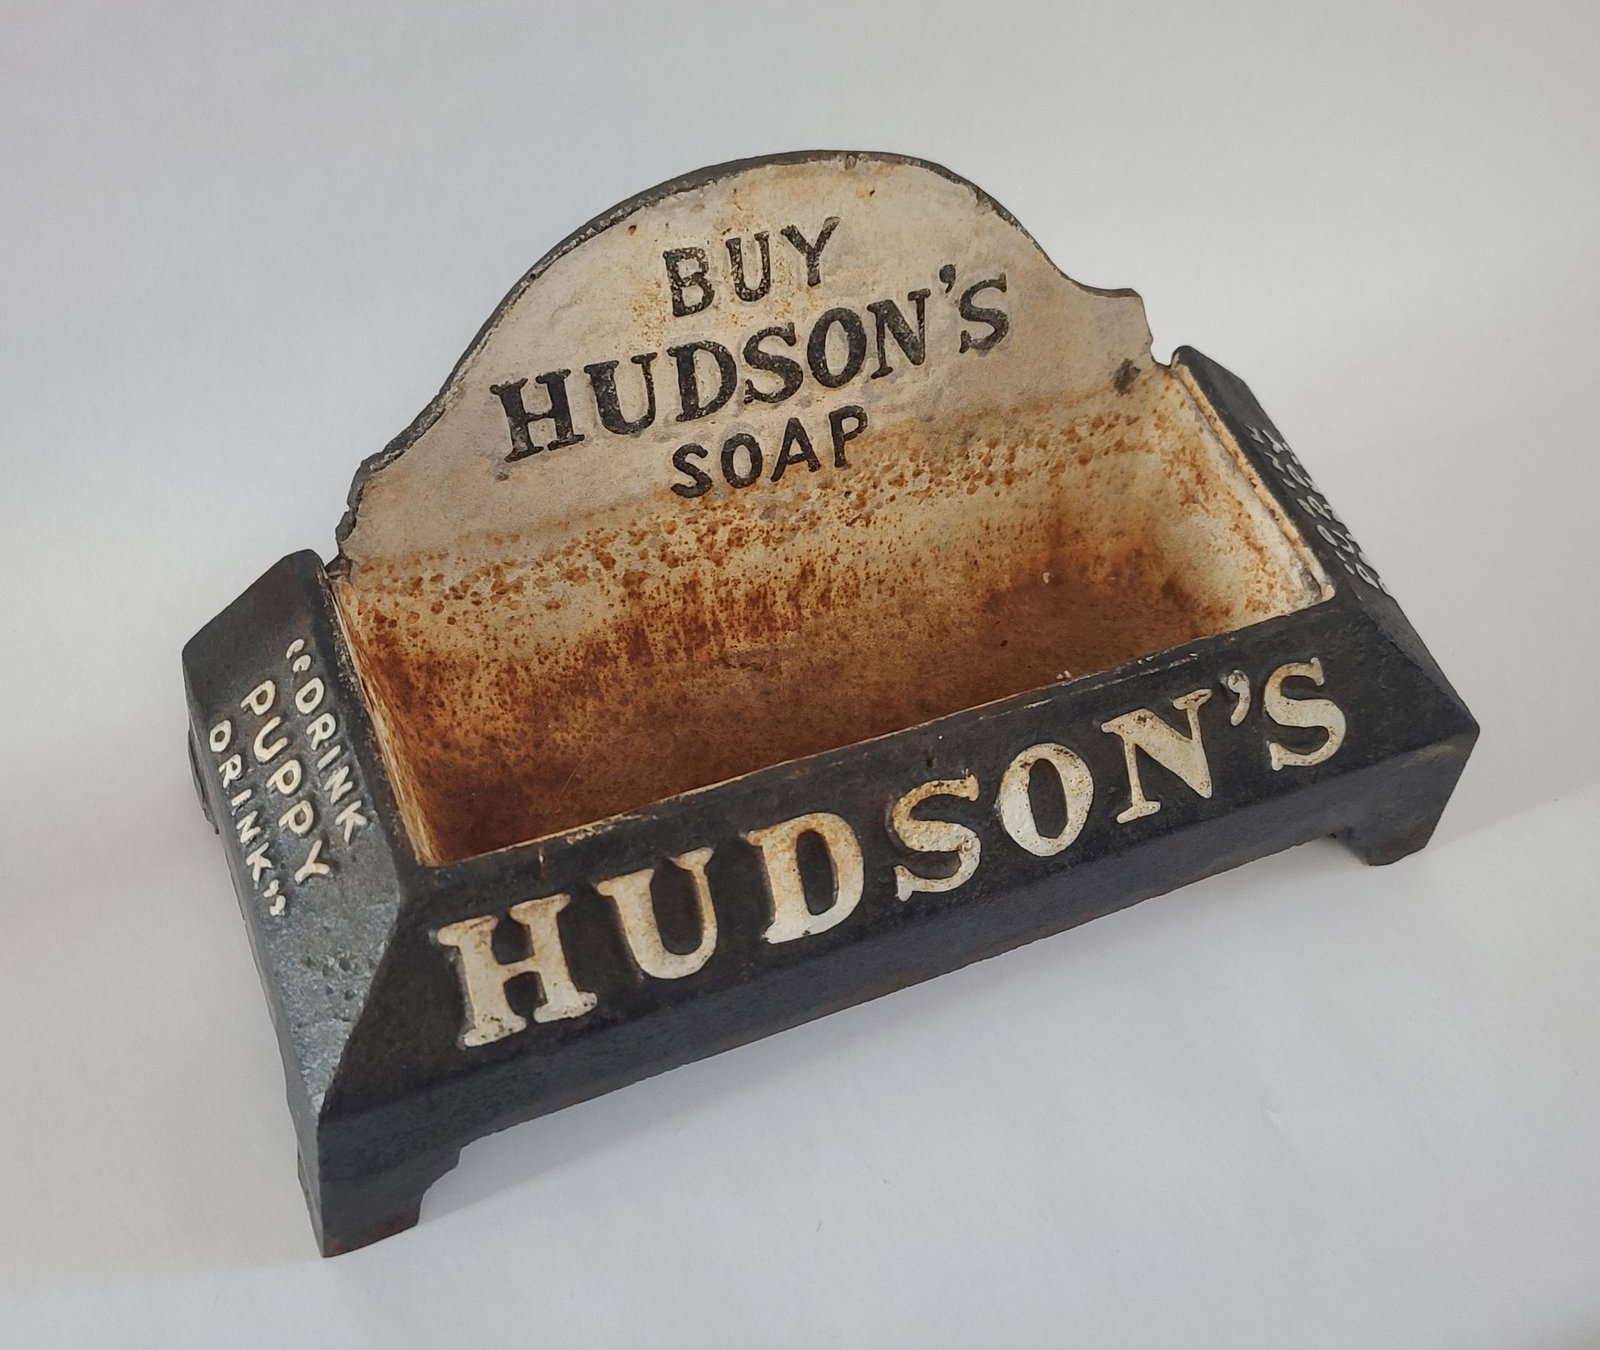 BUY
HUDSON'S
SOAP
HUDSON'S
"DRINK
PUPPY
DRINK"